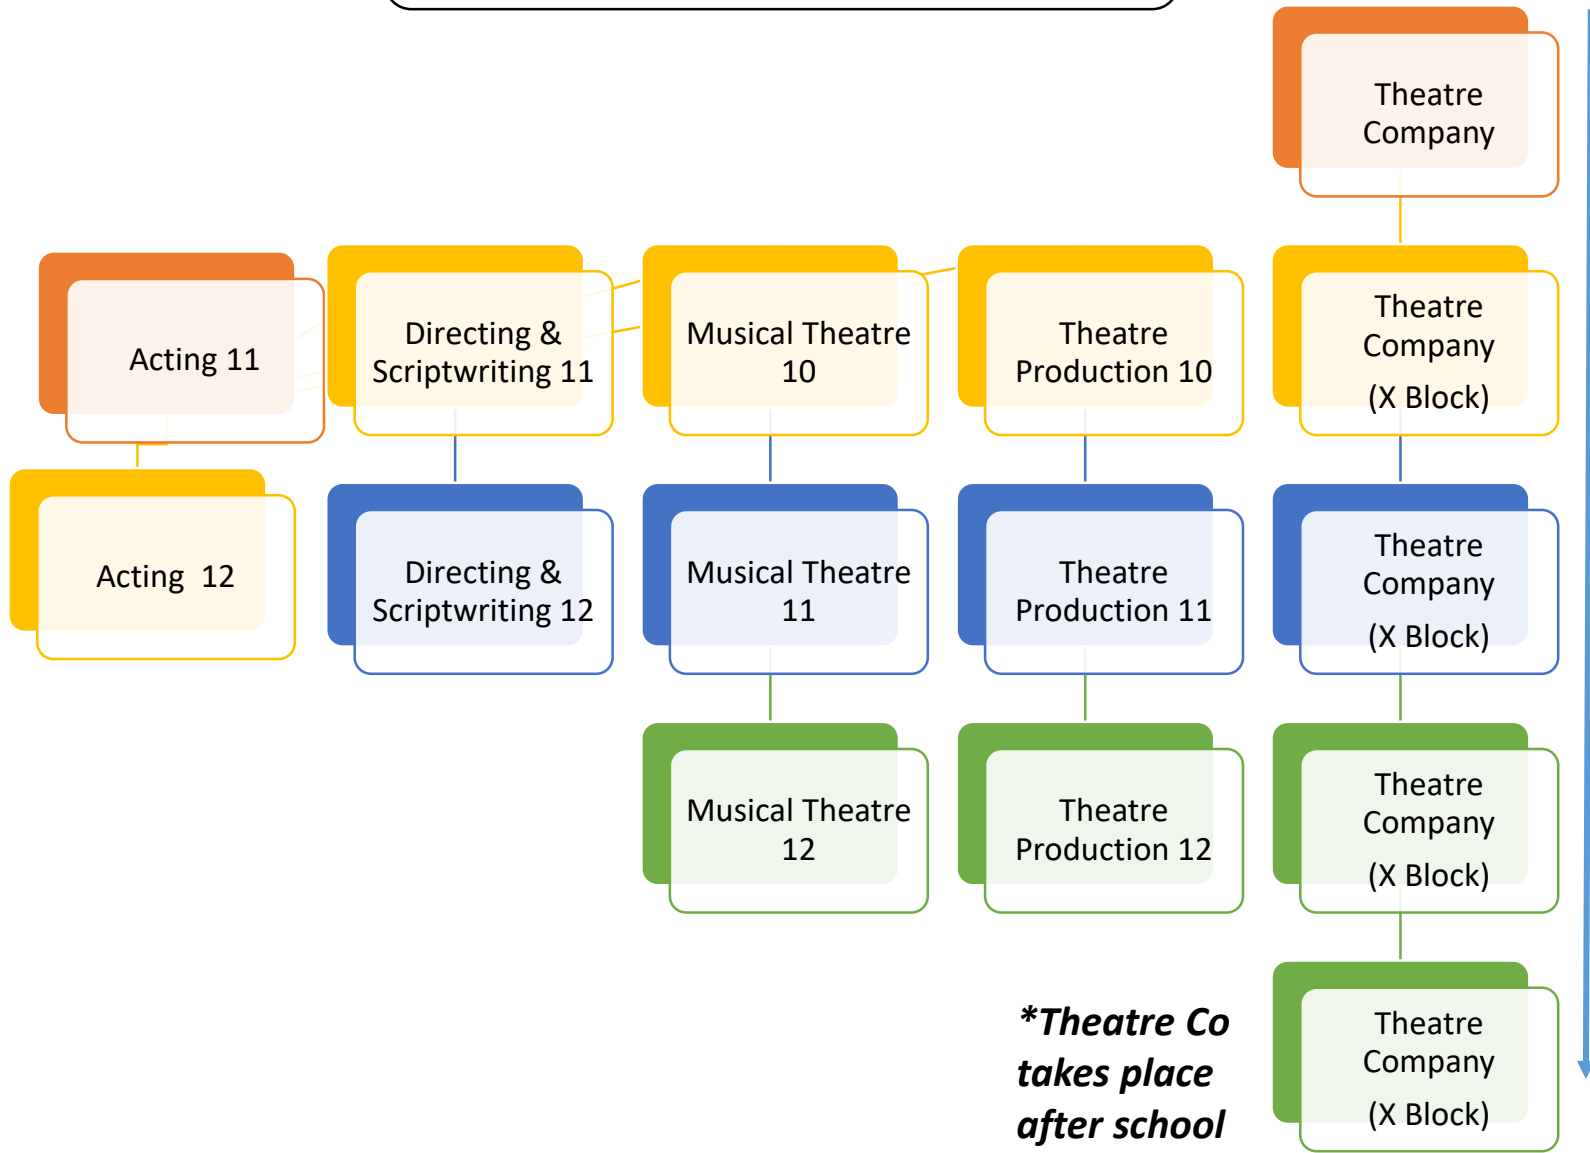 Theatre
Company
Acting 11
Directing &
Scriptwriting 11
Musical Theatre
10
Theatre
Production 10
Theatre
Company
(X Block)
Acting  12
Directing &
Scriptwriting 12
Musical Theatre
11
Theatre
Production 11
Theatre
Company
(X Block)
Musical Theatre
12
Theatre
Production 12
Theatre
Company
(X Block)
*Theatre Co
takes place
after school
Theatre
Company
(X Block)